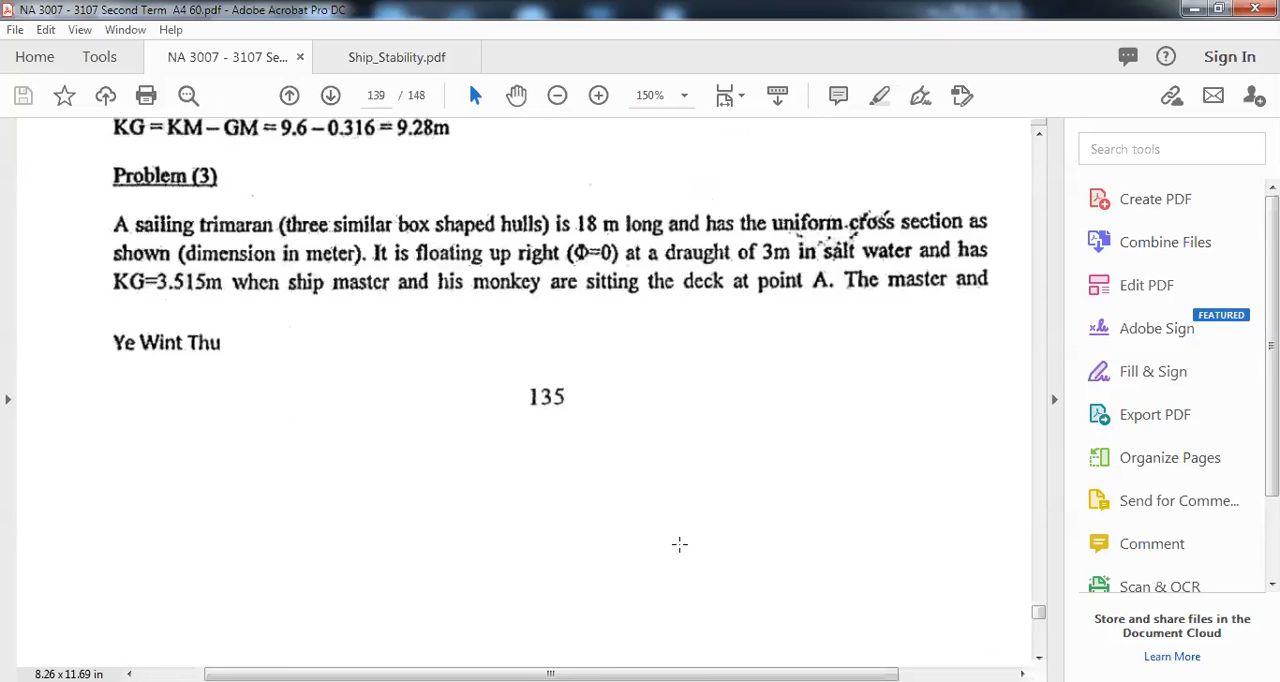 NA 3007 - 3107 Second Term A4 60.pdf - Adobe Acrobat Pro DC
File Edit View Window Help
Home Tools NA 3007 - 3107 Se... × Ship_Stability.pdf Sign In
139 / 148 150%
KG = KM – GM = 9.6 – 0.316 = 9.28m
Problem (3)
A sailing trimaran (three similar box shaped hulls) is 18 m long and has the uniform cross section as
shown (dimension in meter). It is floating up right (Φ=0) at a draught of 3m in salt water and has
KG=3.515m when ship master and his monkey are sitting the deck at point A. The master and
Ye Wint Thu
135
8.26 x 11.69 in
Search tools
Create PDF
Combine Files
Edit PDF
FEATURED
Adobe Sign
Fill & Sign
Export PDF
Organize Pages
Send for Comme...
Comment
Scan & OCR
Store and share files in the
Document Cloud
Learn More